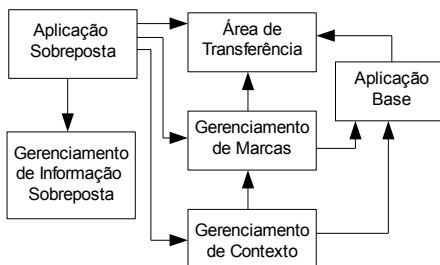 Aplicação
Sobreposta
Área de
Transferência
Aplicação
Base
Gerenciamento
de Informação
Sobreposta
Gerenciamento
de Marcas
Gerenciamento
de Contexto